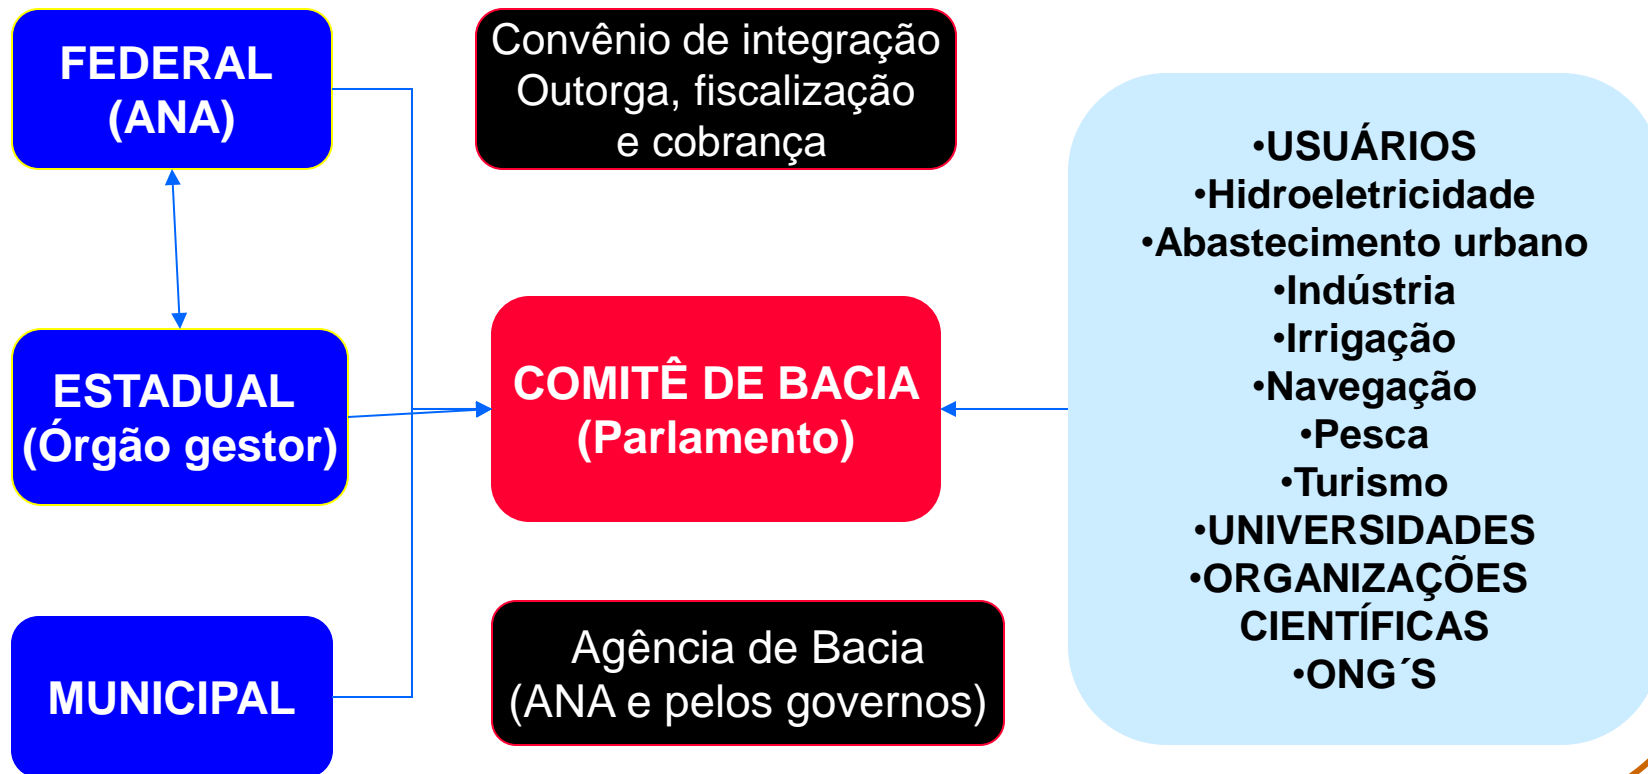 FEDERAL
(ANA)
Convênio de integração
Outorga, fiscalização
e cobrança
ESTADUAL
(Órgão gestor)
COMITÊ DE BACIA
(Parlamento)
MUNICIPAL
Agência de Bacia
(ANA e pelos governos)
•USUÁRIOS
•Hidroeletricidade
•Abastecimento urbano
•Indústria
•Irrigação
•Navegação
•Pesca
•Turismo
•UNIVERSIDADES
•ORGANIZAÇÕES
CIENTÍFICAS
•ONG´S